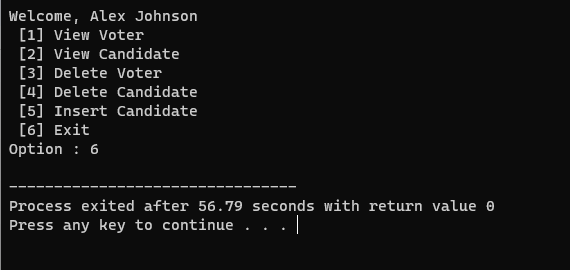 Welcome, Alex Johnson
[1] View Voter
[2] View Candidate
[3] Delete Voter
[4] Delete Candidate
[5] Insert Candidate
[6] Exit
Option : 6
--------------------------------
Process exited after 56.79 seconds with return value 0
Press any key to continue . . .